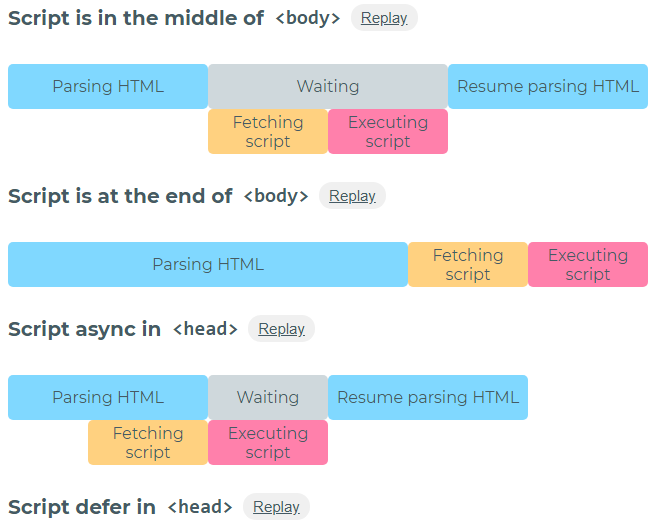 Script is in the middle of <body> Replay
Parsing HTML Waiting Resume parsing HTML
Fetching script Executing script
Script is at the end of <body> Replay
Parsing HTML Fetching script Executing script
Script async in <head> Replay
Parsing HTML Waiting Resume parsing HTML
Fetching script Executing script
Script defer in <head> Replay